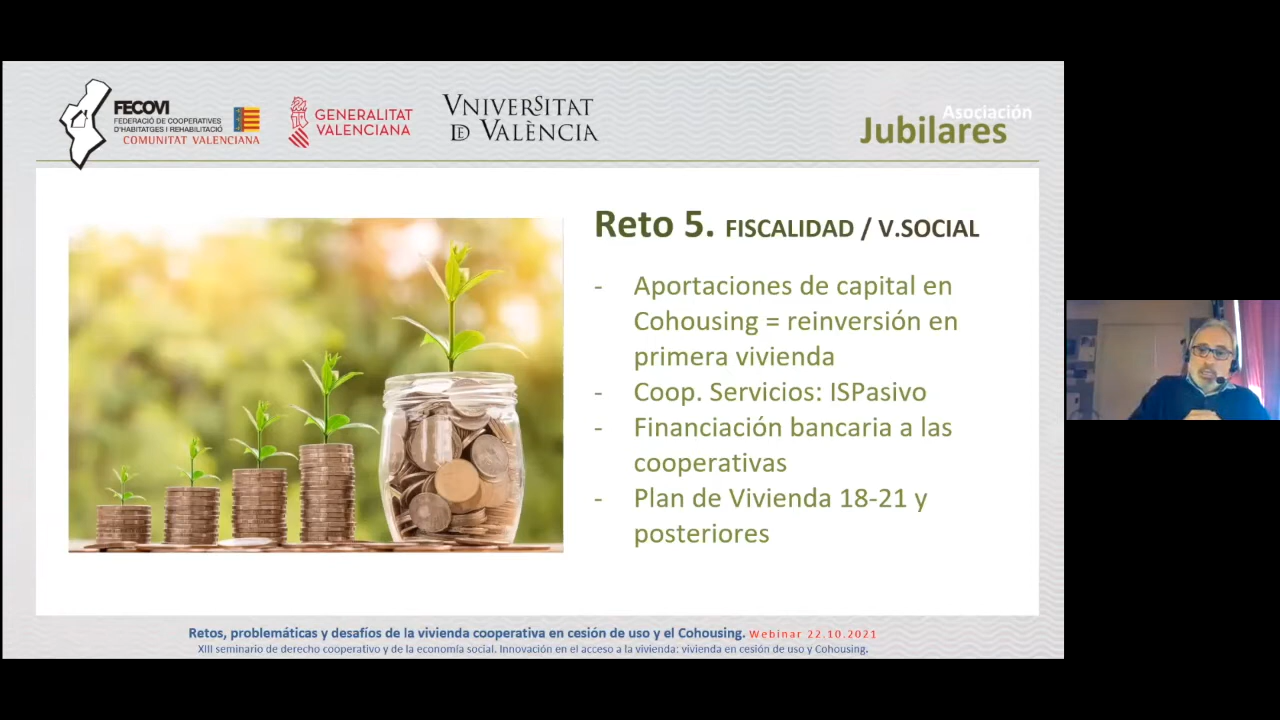 FECOVI
FEDERACIÓ DE COOPERATIVES
D'HABITATGES I REHABILITACIÓ
COMUNITAT VALENCIANA
GENERALITAT
VALENCIANA
VNIVERSITAT
DE VALÈNCIA
Asociación
Jubilares
Reto 5. FISCALIDAD / V.SOCIAL
- Aportaciones de capital en
Cohousing = reinversión en
primera vivienda
- Coop. Servicios: ISPasivo
- Financiación bancaria a las
cooperativas
- Plan de Vivienda 18-21 y
posteriores
Retos, problemáticas y desafíos de la vivienda cooperativa en cesión de uso y el Cohousing. Webinar 22.10.2021
XIII seminario de derecho cooperativo y de la economía social. Innovación en el acceso a la vivienda: vivienda en cesión de uso y Cohousing.